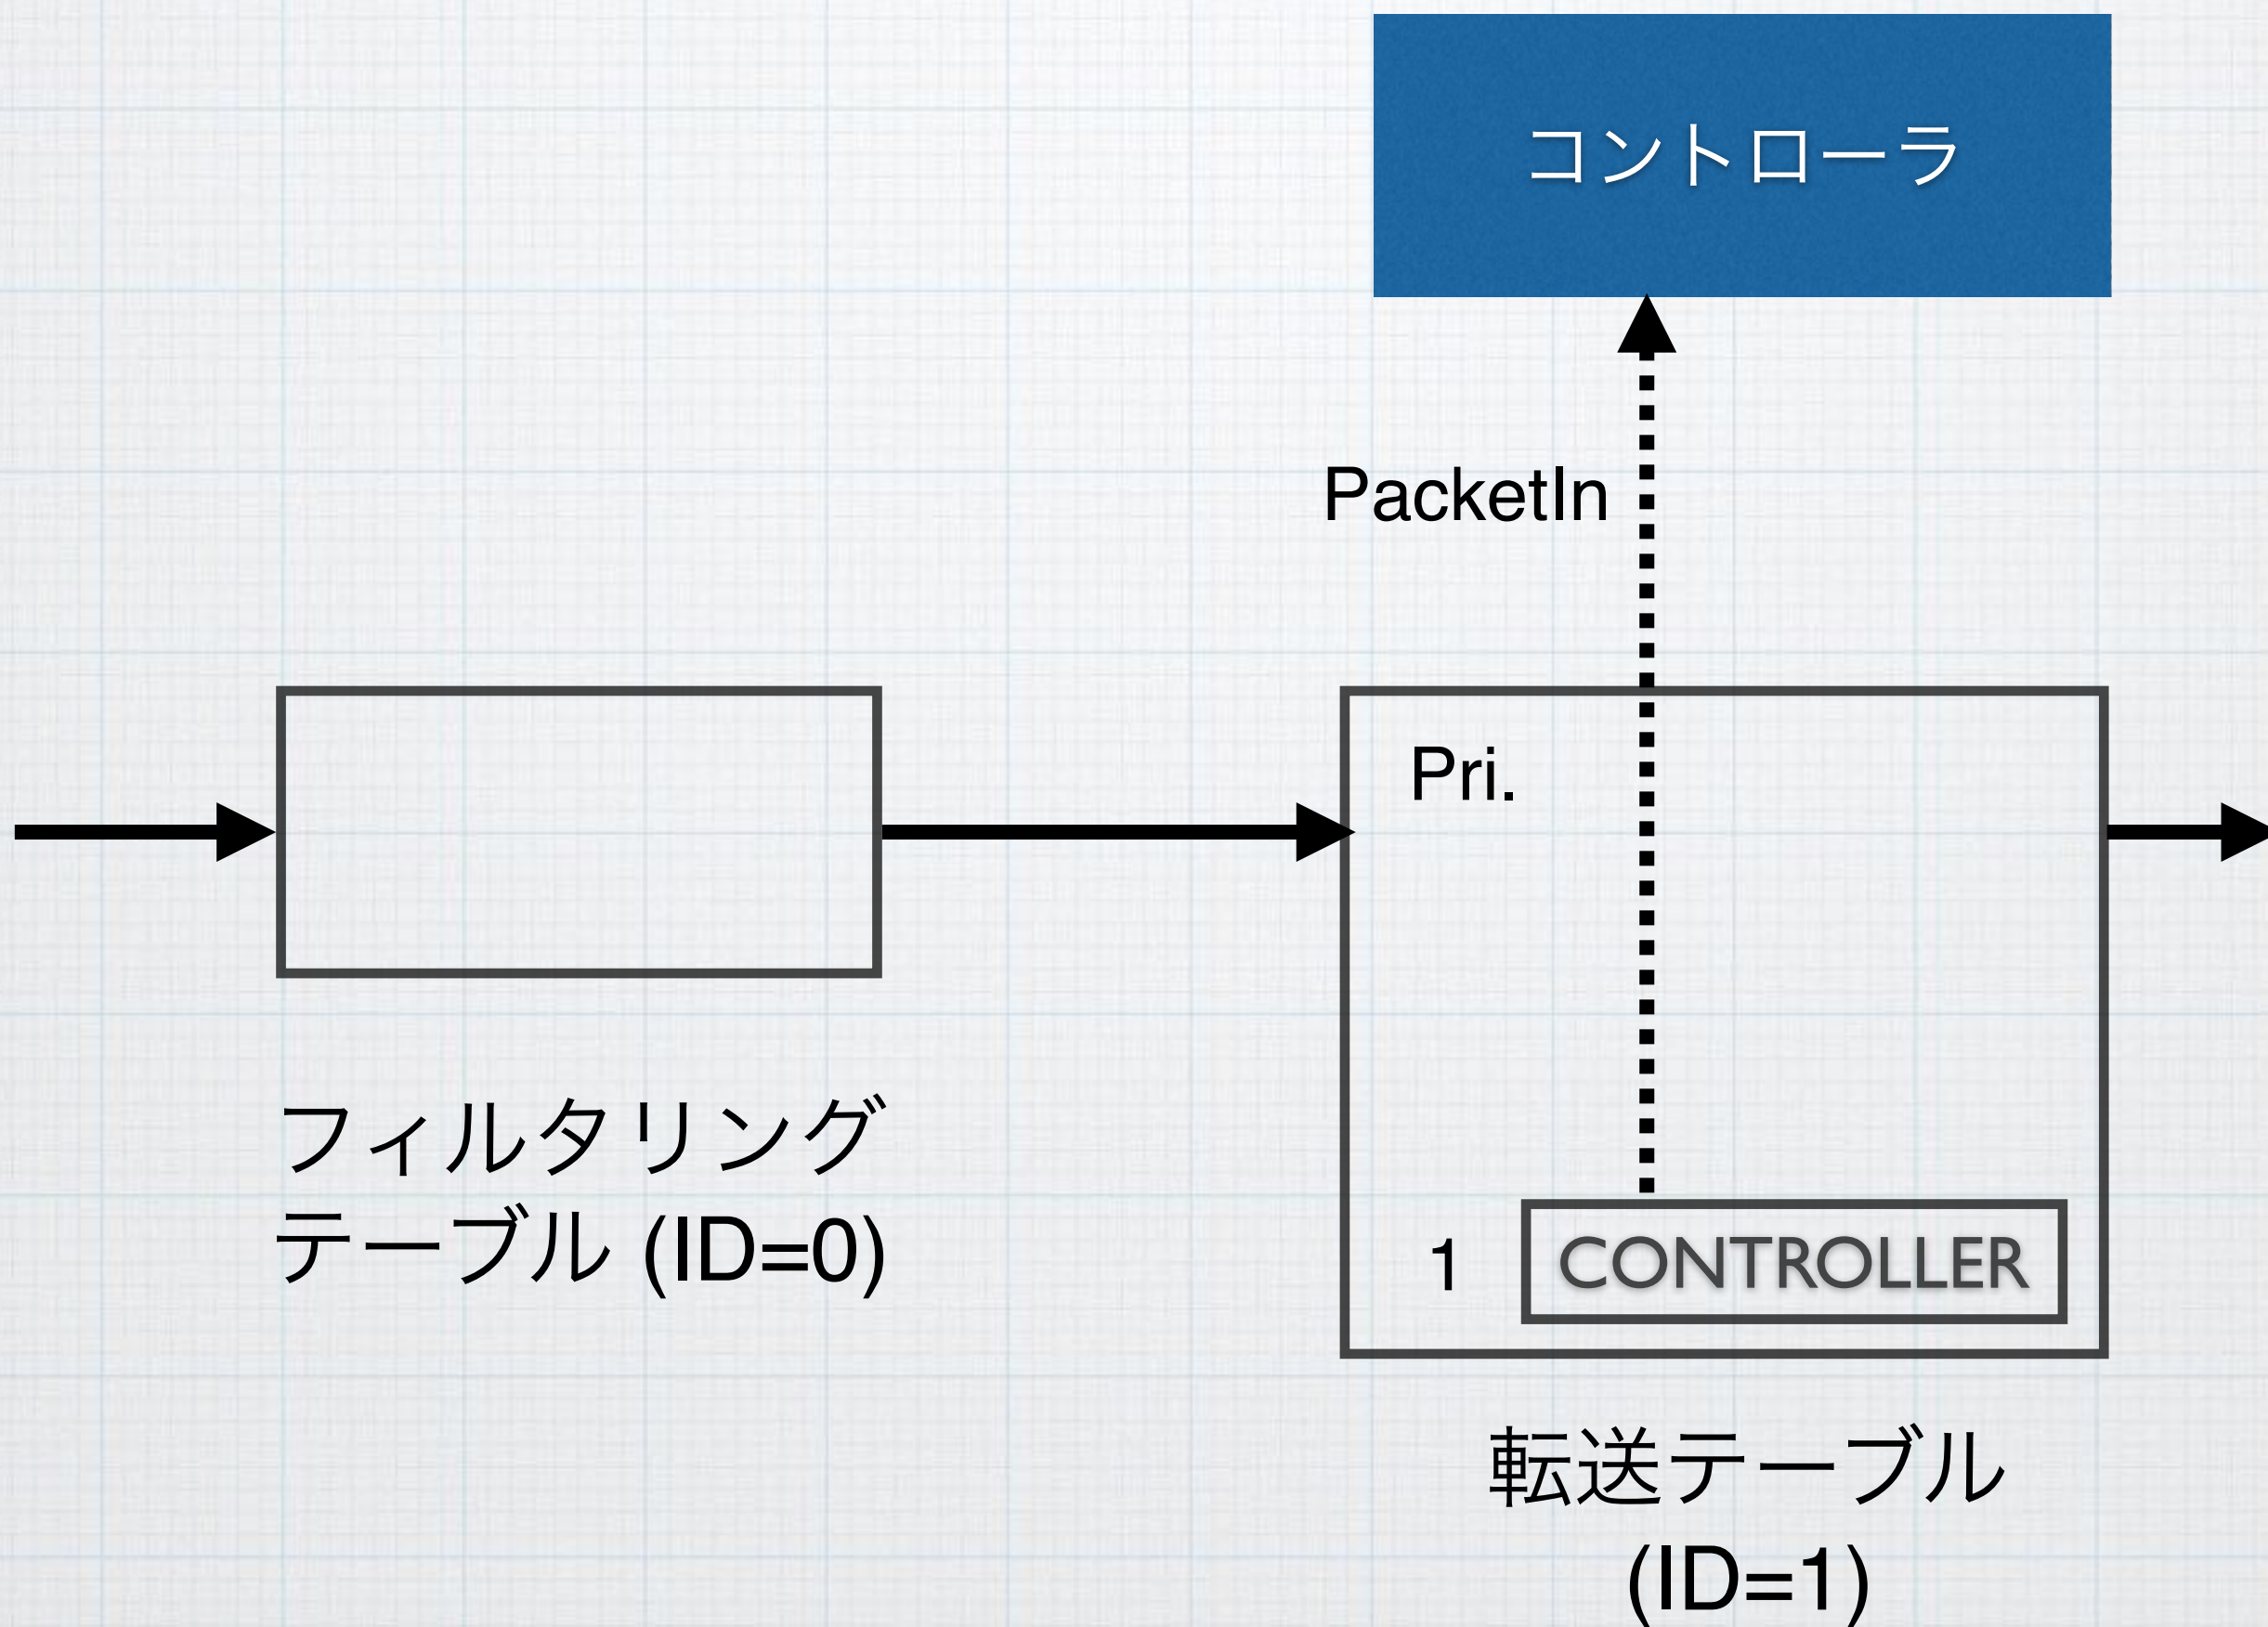 コントローラ
PacketIn
Pri.
フィルタリング
テーブル (ID=0)
1 CONTROLLER
転送テーブル
(ID=1)